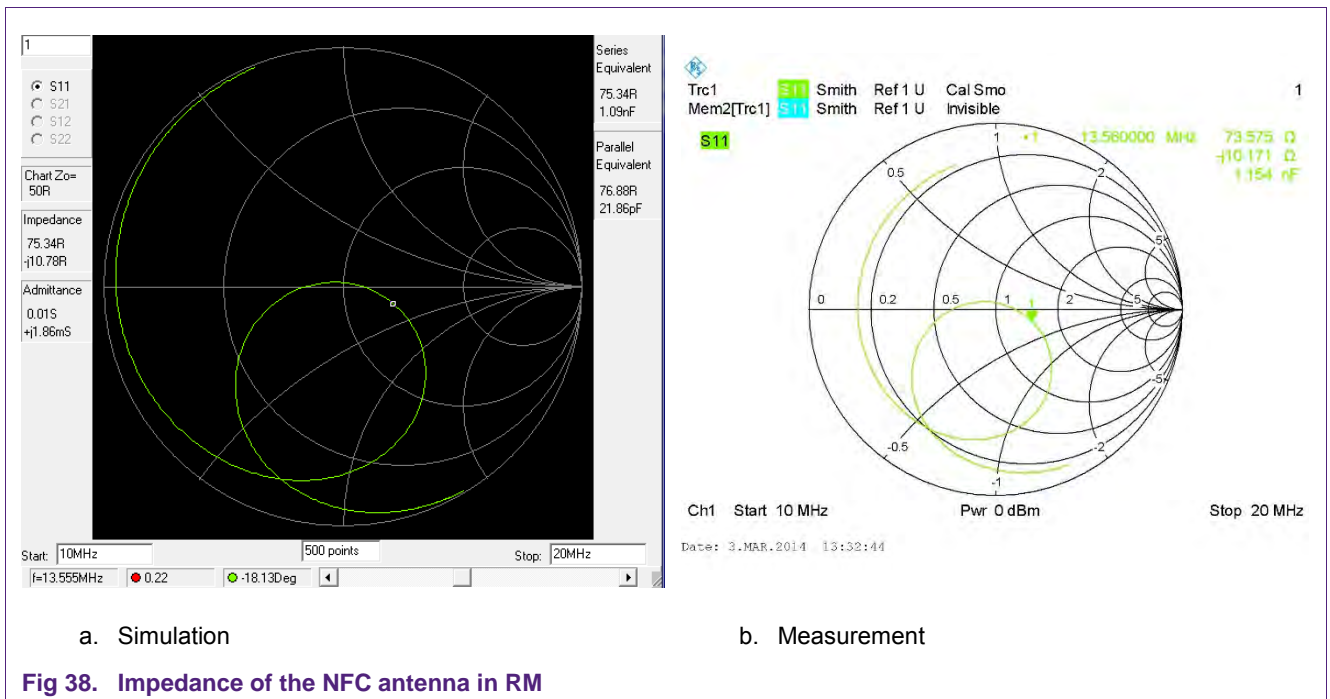 1
S11
S21
S12
S22
Chart Zo=
50R
Impedance
75.34R
-j10.78R
Admittance
0.01S
+j1.86mS
Series
Equivalent
75.34R
1.09nF
Parallel
Equivalent
76.88R
21.86pF
Start: 10MHz
500 points
Stop: 20MHz
f=13.555MHz
0.22
-18.13Deg
Trc1 S11 Smith Ref 1 U Cal Smo
1
Mem2[Trc1] S11 Smith Ref 1 U Invisible
S11
•1 13.560000 MHz 73.575 Ω
-j10.171 Ω
1.154 nF
1
0.5
2
5
0
0.2
0.5
1
2
5
1
-5
-0.5
-2
-1
Ch1 Start 10 MHz
Pwr 0 dBm
Stop 20 MHz
Date: 3.MAR.2014 13:32:44
a. Simulation
b. Measurement
Fig 38. Impedance of the NFC antenna in RM